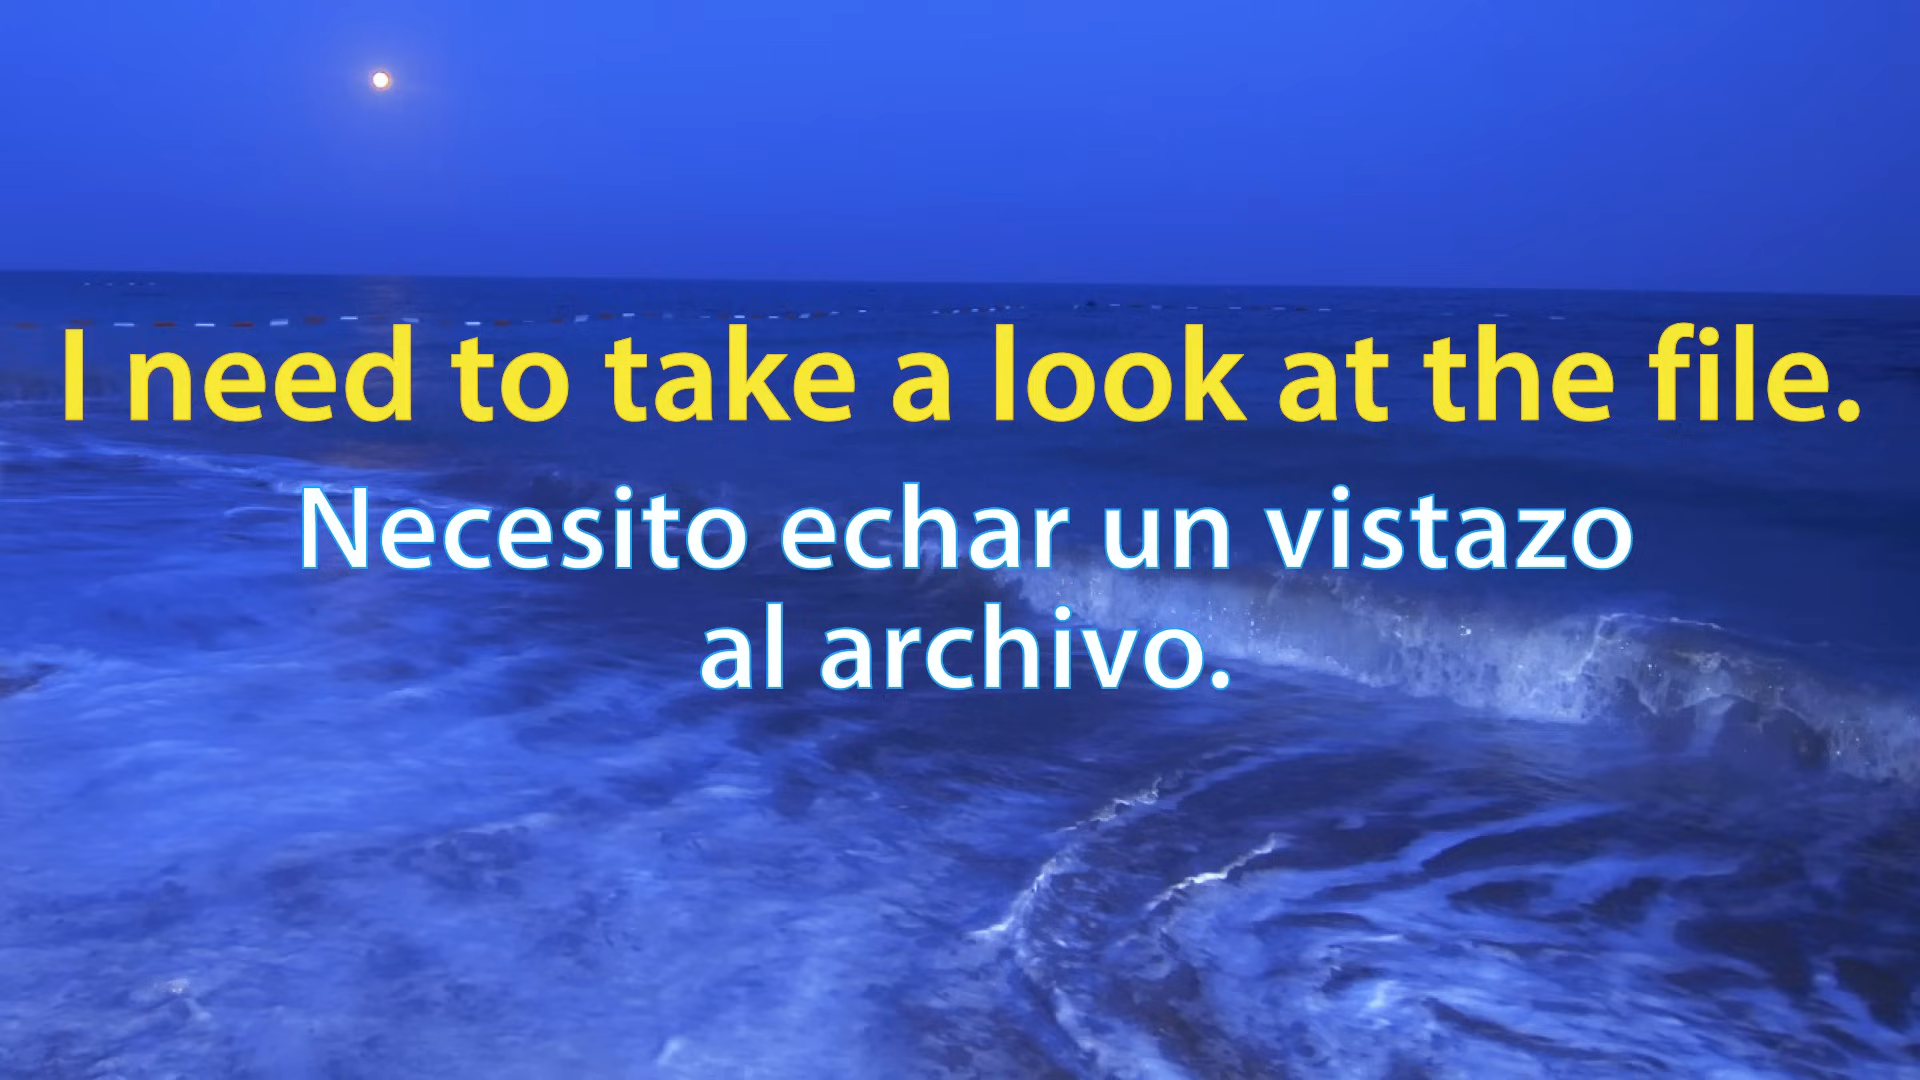 I need to take a look at the file.
Necesito echar un vistazo
al archivo.